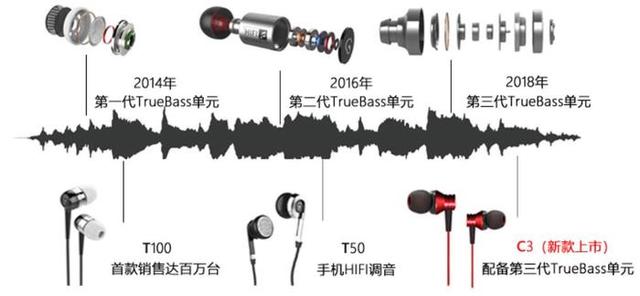 2014年
第一代TrueBass单元
2016年
第二代TrueBass单元
2018年
第三代TrueBass单元
T100
首款销售达百万台
T50
手机HIFI调音
C3（新款上市）
配备第三代TrueBass单元